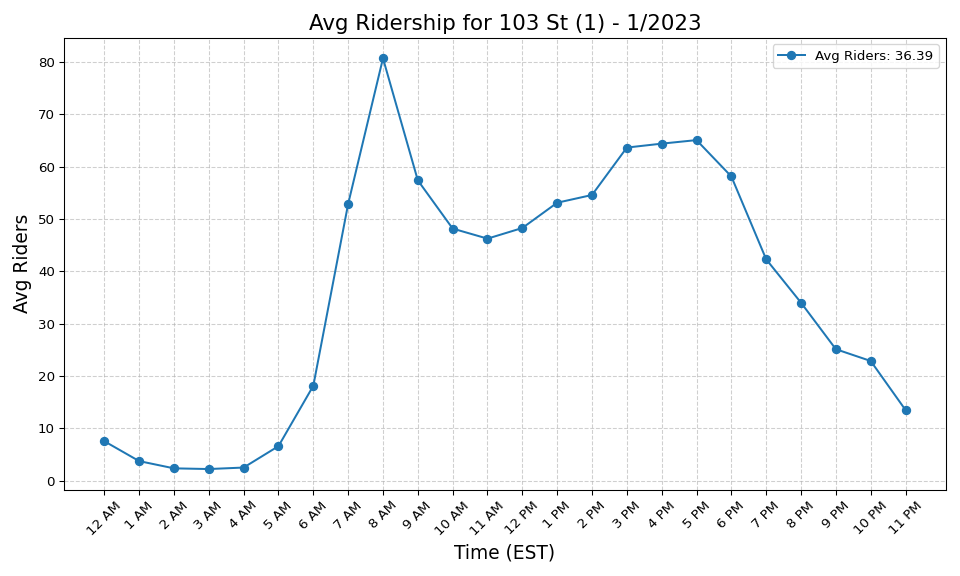 Avg Ridership for 103 St (1) - 1/2023
Avg Riders: 36.39
Avg Riders
80
70
60
50
40
30
20
10
0
12 AM
1 AM
2 AM
3 AM
4 AM
5 AM
6 AM
7 AM
8 AM
9 AM
10 AM
11 AM
12 PM
1 PM
2 PM
3 PM
4 PM
5 PM
6 PM
7 PM
8 PM
9 PM
10 PM
11 PM
Time (EST)